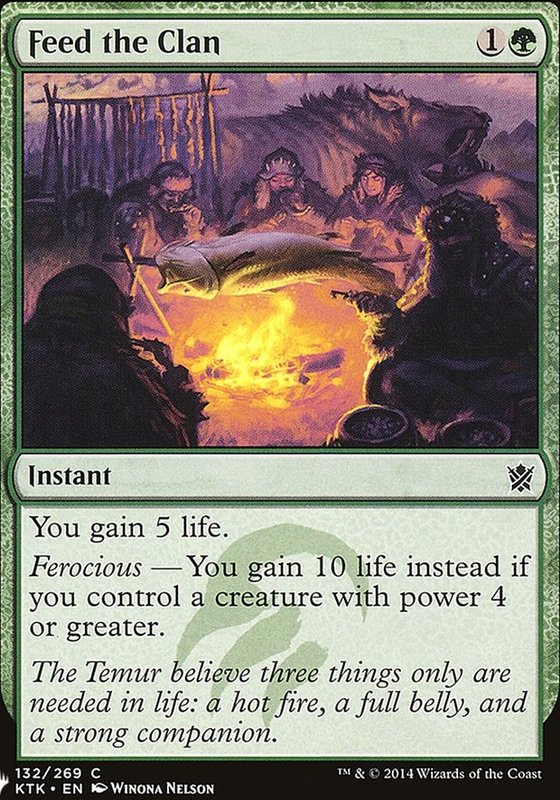 Feed the Clan 1
Instant
You gain 5 life.
Ferocious — You gain 10 life instead if
you control a creature with power 4
or greater.
The Temur believe three things only are
needed in life: a hot fire, a full belly, and
a strong companion.
132/269 C
KTK • EN Winona Nelson
™ & © 2014 Wizards of the Coast